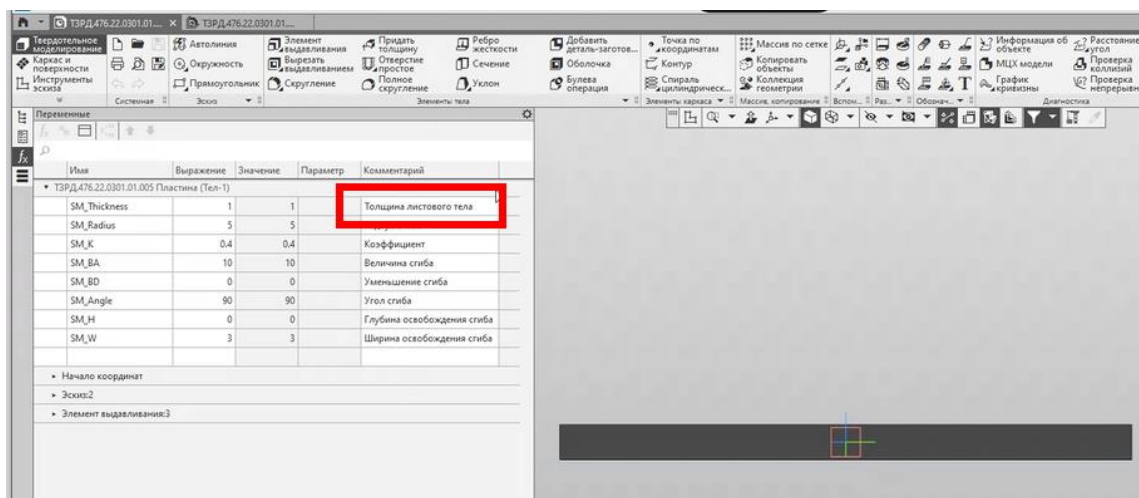 ТЗРД.476.22.0301.01....
ТЗРД.476.22.0301.01....
Твердотельное моделирование
Каркас и поверхности
Инструменты эскиза
Системная
Автолиния
Окружность
Прямоугольник
Эскиз
Элемент выдавливания
Вырезать выдавливанием
Скругление
Придать толщину
Отверстие простое
Полное скругление
Ребро жесткости
Сечение
Уклон
Элементы тела
Добавить деталь-заготов...
Оболочка
Булева операция
Точка по координатам
Контур
Спираль цилиндрическ...
Элементы каркаса
Массив по сетке
Копировать объекты
Коллекция геометрии
Массив, копирование
Вспом...
Раз...
Обознач...
Информация об объекте
МЦХ модели
График кривизны
Расстояние угол
Проверка коллизий
Проверка непрерывн
Диагностика
Переменные
Имя Выражение Значение Параметр Комментарий
ТЗРД.476.22.0301.01.005 Пластина (Тел-1)
SM_Thickness 1 1 Толщина листового тела
SM_Radius 5 5
SM_K 0.4 0.4 Коэффициент
SM_BA 10 10 Величина сгиба
SM_BD 0 0 Уменьшение сгиба
SM_Angle 90 90 Угол сгиба
SM_H 0 0 Глубина освобождения сгиба
SM_W 3 3 Ширина освобождения сгиба
Начало координат
Эскиз:2
Элемент выдавливания:3